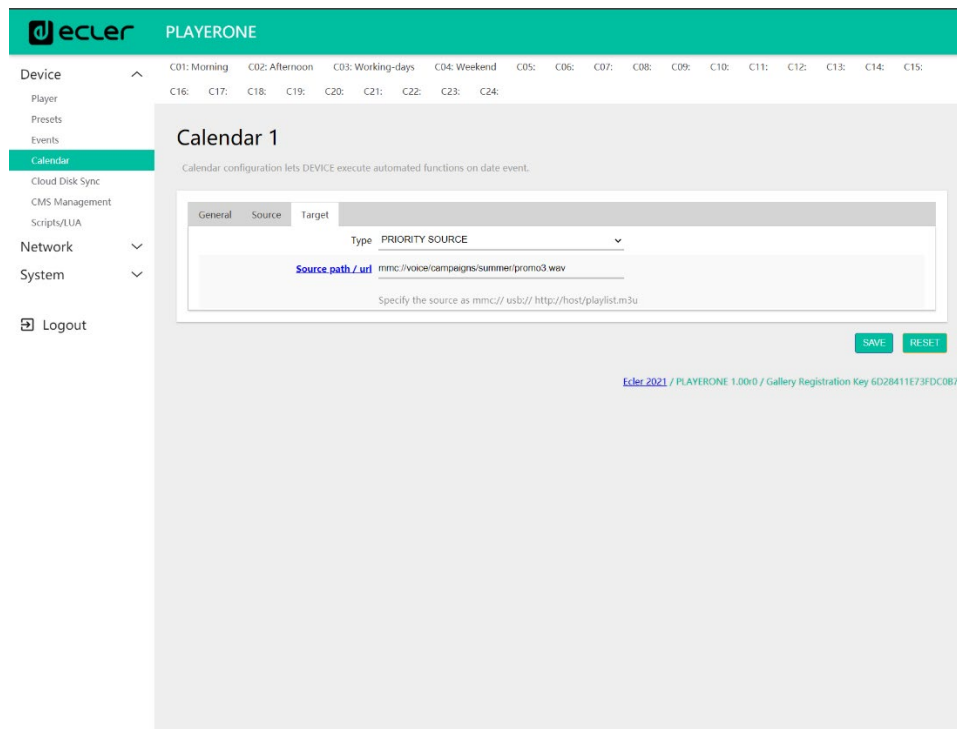 ecler PLAYERONE
Device
Player
Presets
Events
Calendar
Cloud Disk Sync
CMS Management
Scripts/LUA
Network
System
Logout
C01: Morning C02: Afternoon C03: Working-days C04: Weekend C05: C06: C07: C08: C09: C10: C11: C12: C13: C14: C15:
C16: C17: C18: C19: C20: C21: C22: C23: C24:
Calendar 1
Calendar configuration lets DEVICE execute automated functions on date event.
General Source Target
Type PRIORITY SOURCE
Source path / url mmc://voice/campaigns/summer/promo3.wav
Specify the source as mmc:// usb:// http://host/playlist.m3u
SAVE RESET
Ecler 2021 / PLAYERONE 1.00r0 / Gallery Registration Key 6D28411E73FDC0B7